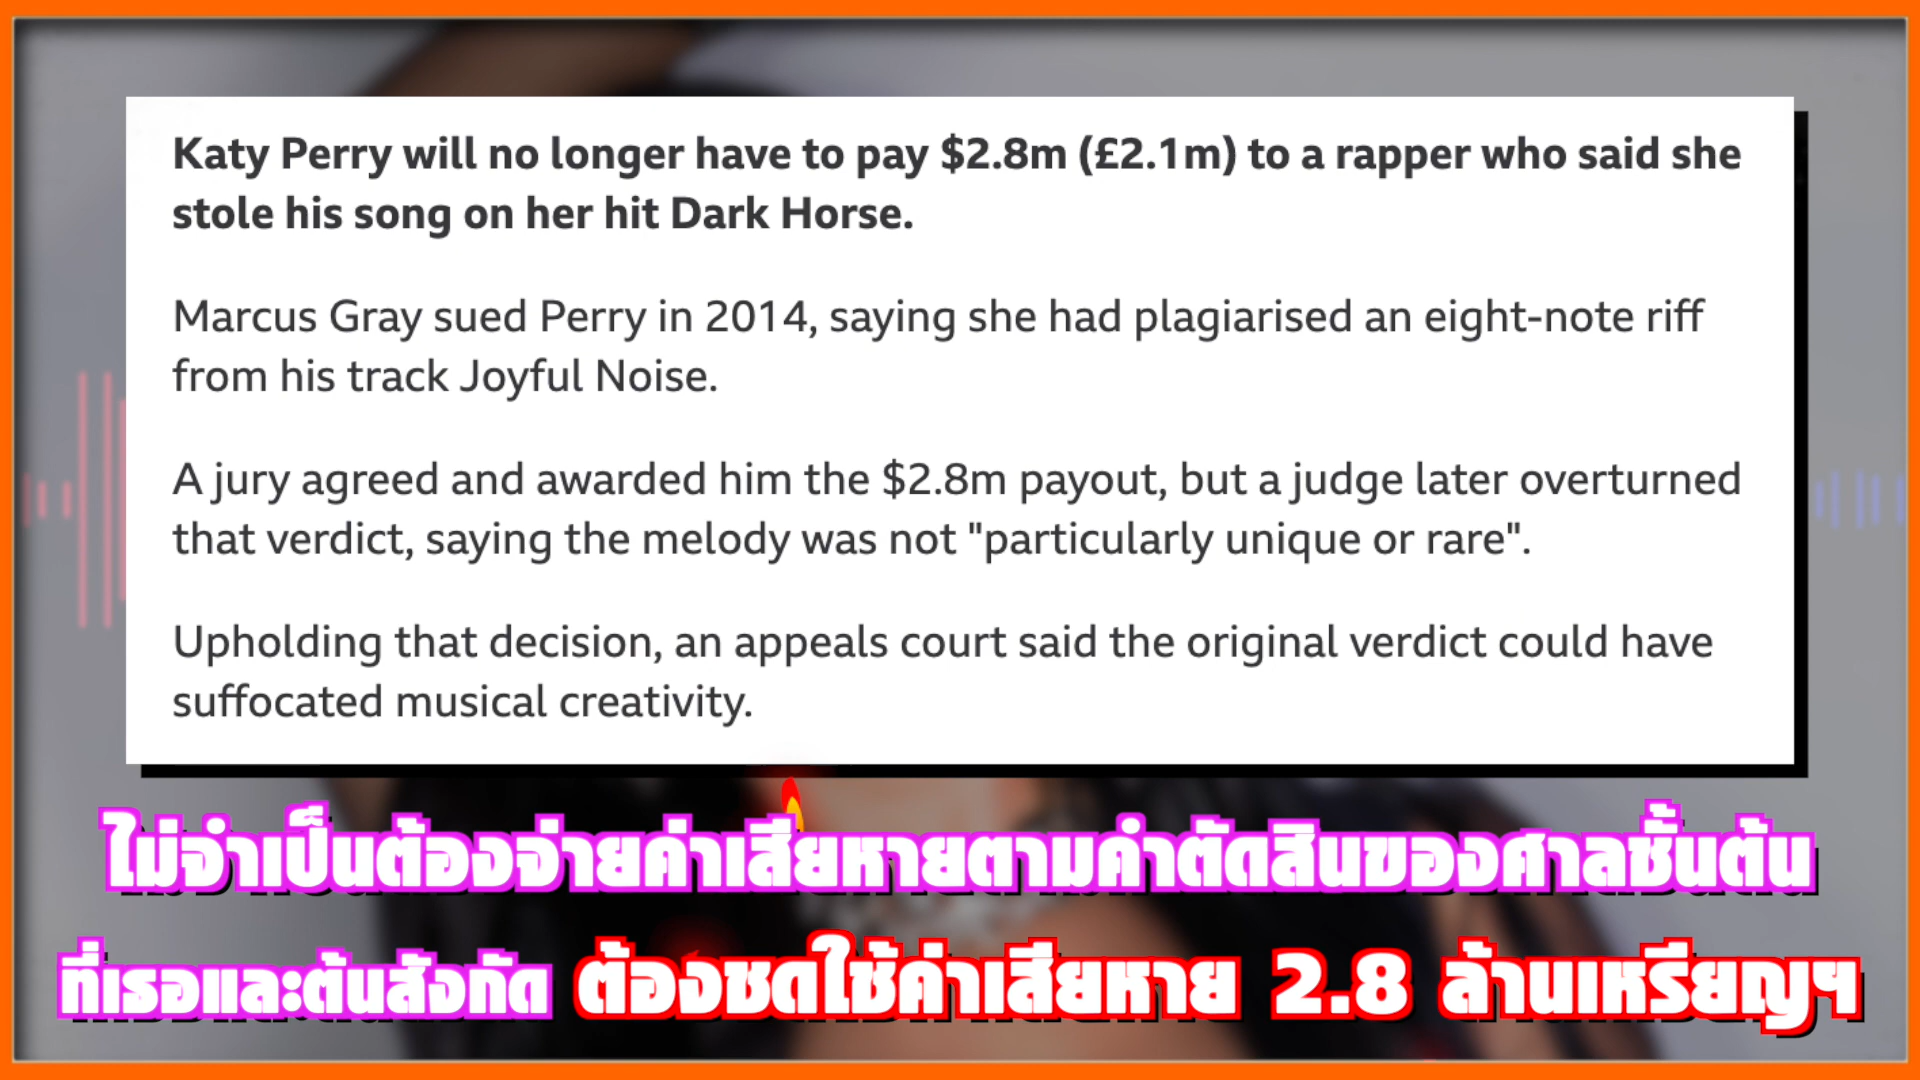 Katy Perry will no longer have to pay $2.8m (£2.1m) to a rapper who said she
stole his song on her hit Dark Horse.
Marcus Gray sued Perry in 2014, saying she had plagiarised an eight-note riff
from his track Joyful Noise.
A jury agreed and awarded him the $2.8m payout, but a judge later overturned
that verdict, saying the melody was not "particularly unique or rare".
Upholding that decision, an appeals court said the original verdict could have
suffocated musical creativity.
ไม่จำเป็นต้องจ่ายค่าเสียหายตามคำตัดสินของศาลชั้นต้น
ที่เธอและต้นสังกัด ต้องชดใช้ค่าเสียหาย 2.8 ล้านเหรียญฯ